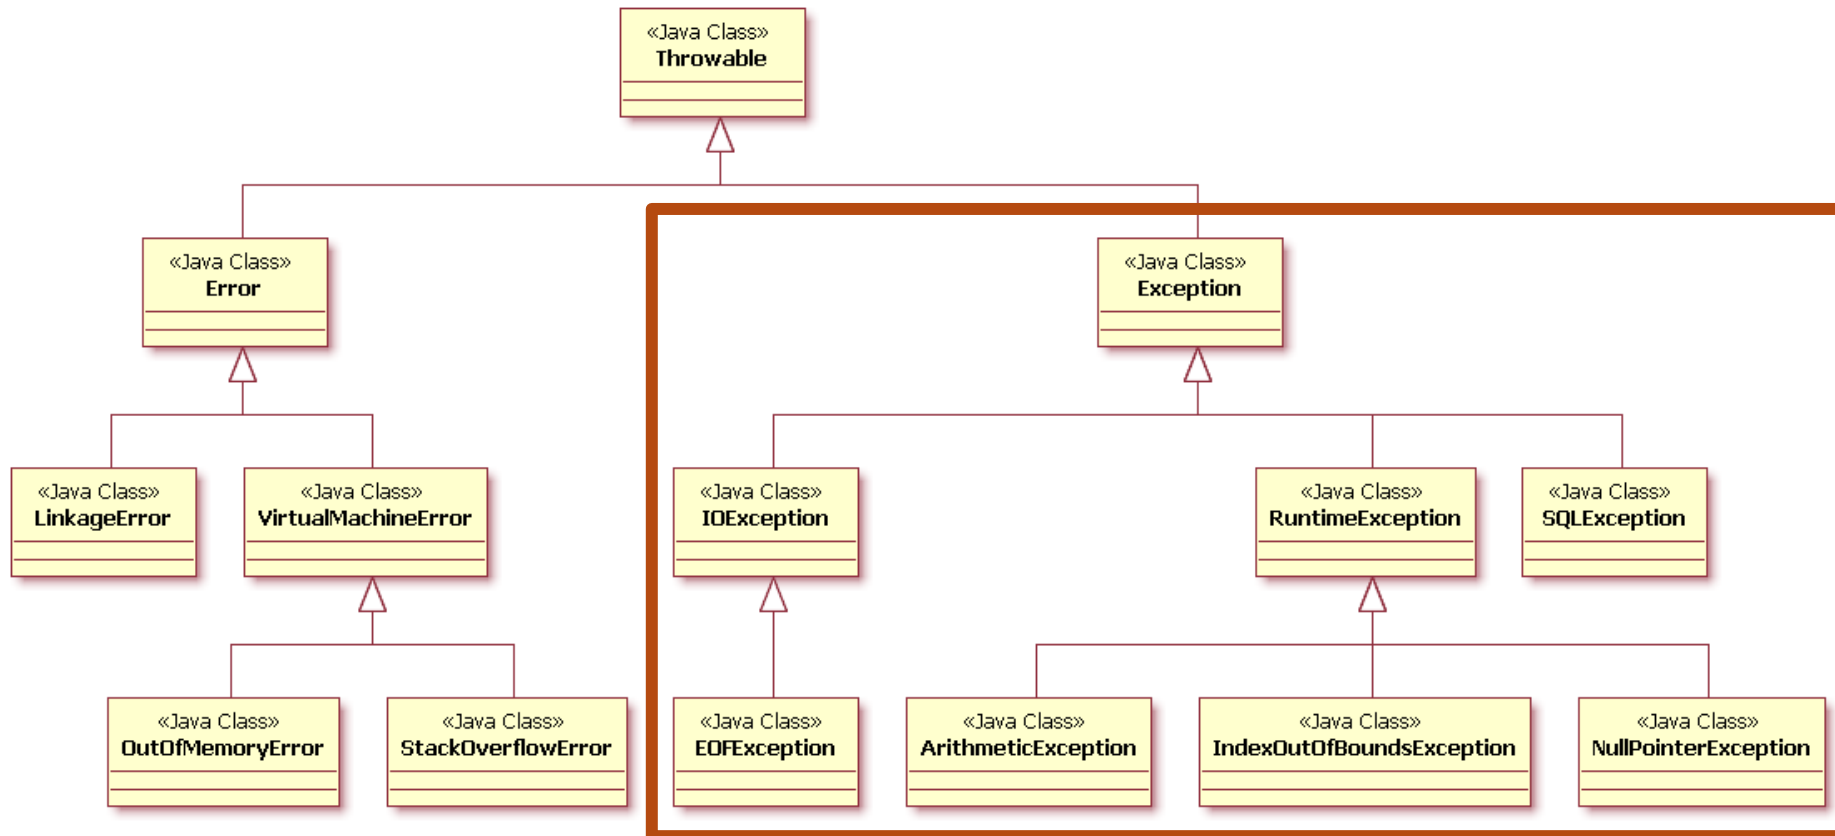 «Java Class»
Throwable
«Java Class»
Error
«Java Class»
Exception
«Java Class»
LinkageError
«Java Class»
VirtualMachineError
«Java Class»
IOException
«Java Class»
RuntimeException
«Java Class»
SQLException
«Java Class»
OutOfMemoryError
«Java Class»
StackOverflowError
«Java Class»
EOFException
«Java Class»
ArithmeticException
«Java Class»
IndexOutOfBoundsException
«Java Class»
NullPointerException